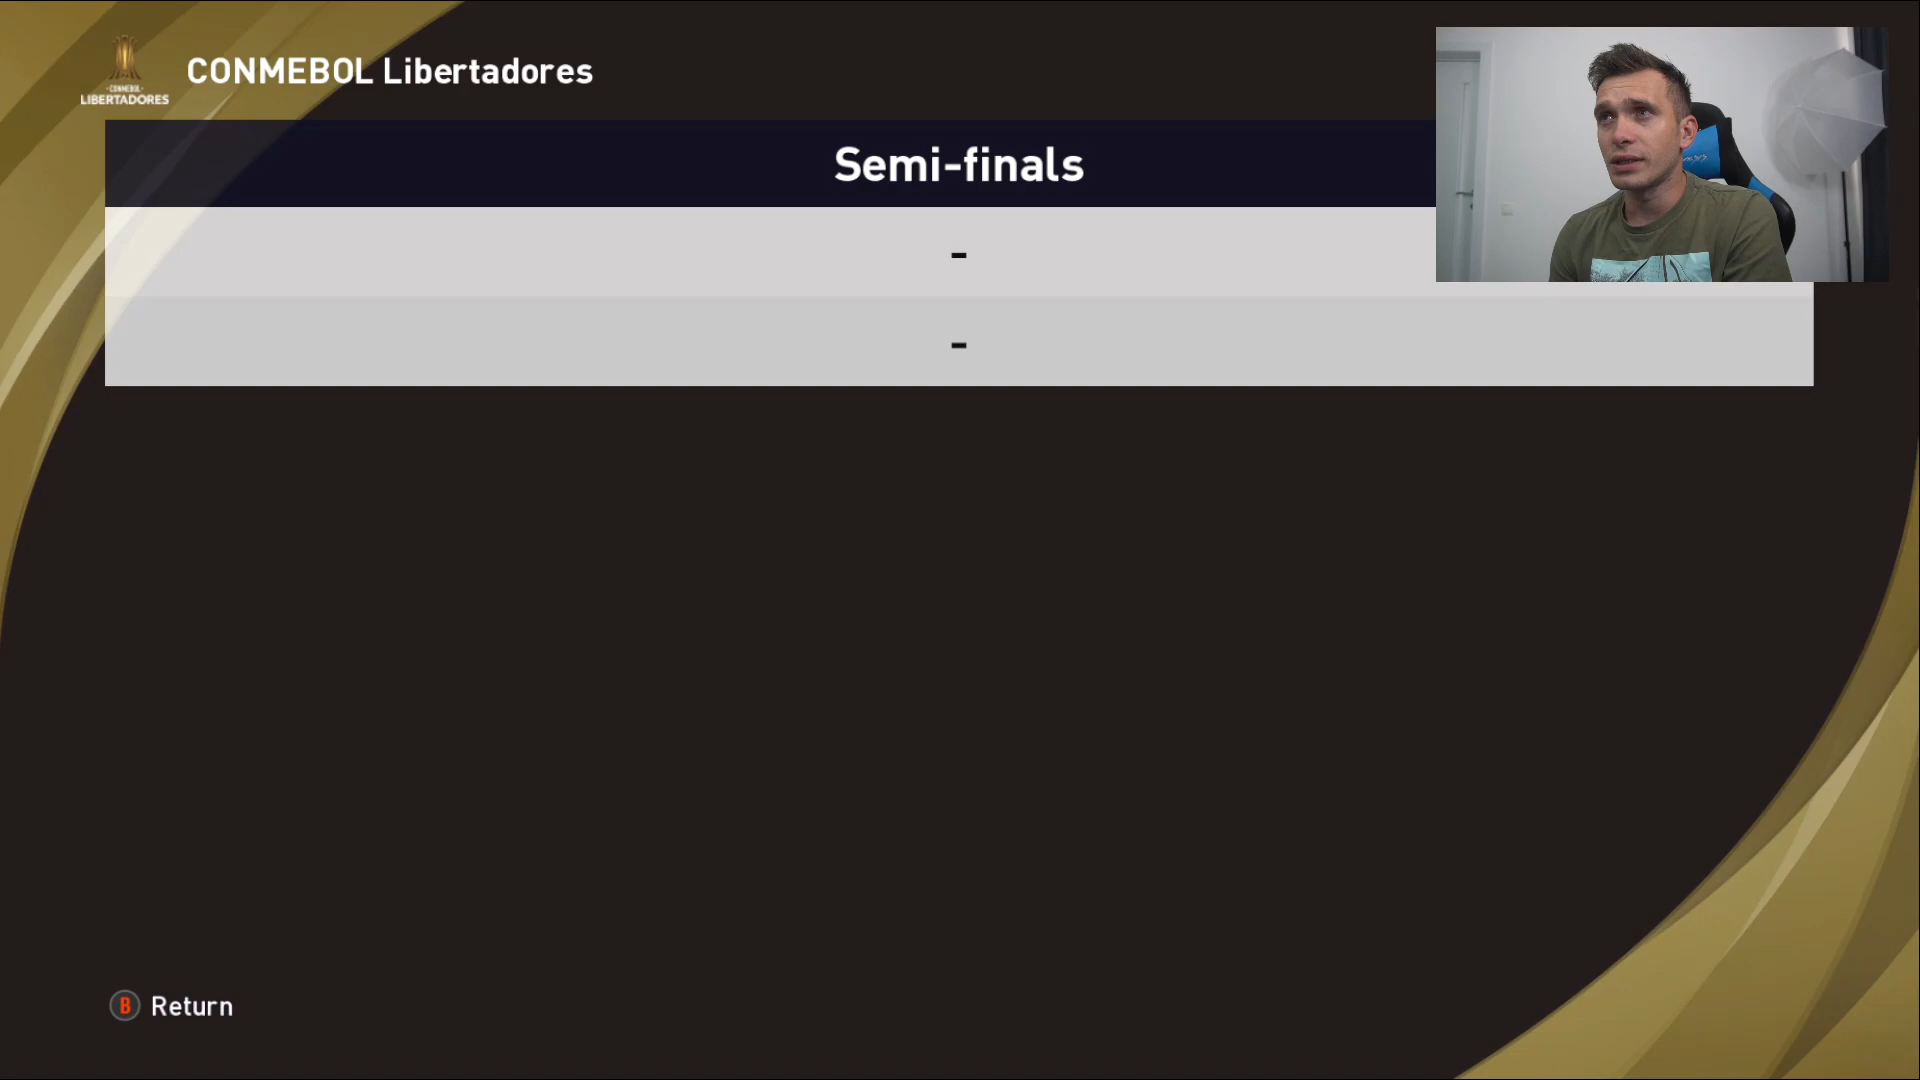 CONMEBOL Libertadores
·CONMEBOL·
LIBERTADORES
Semi-finals
-
-
B Return